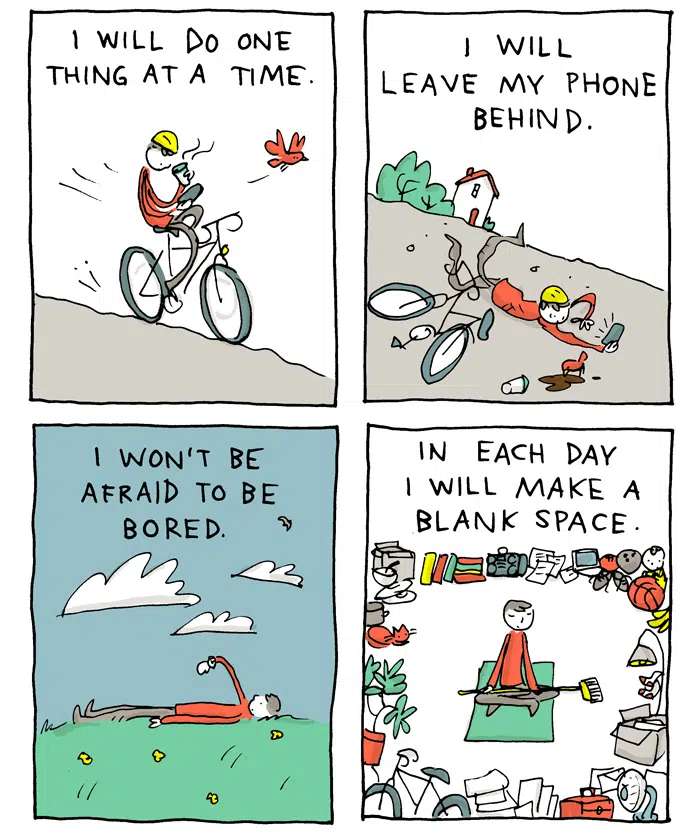 I WILL DO ONE
THING AT A TIME.
I WILL
LEAVE MY PHONE
BEHIND.
I WON'T BE
AFRAID TO BE
BORED.
IN EACH DAY
I WILL MAKE A
BLANK SPACE.